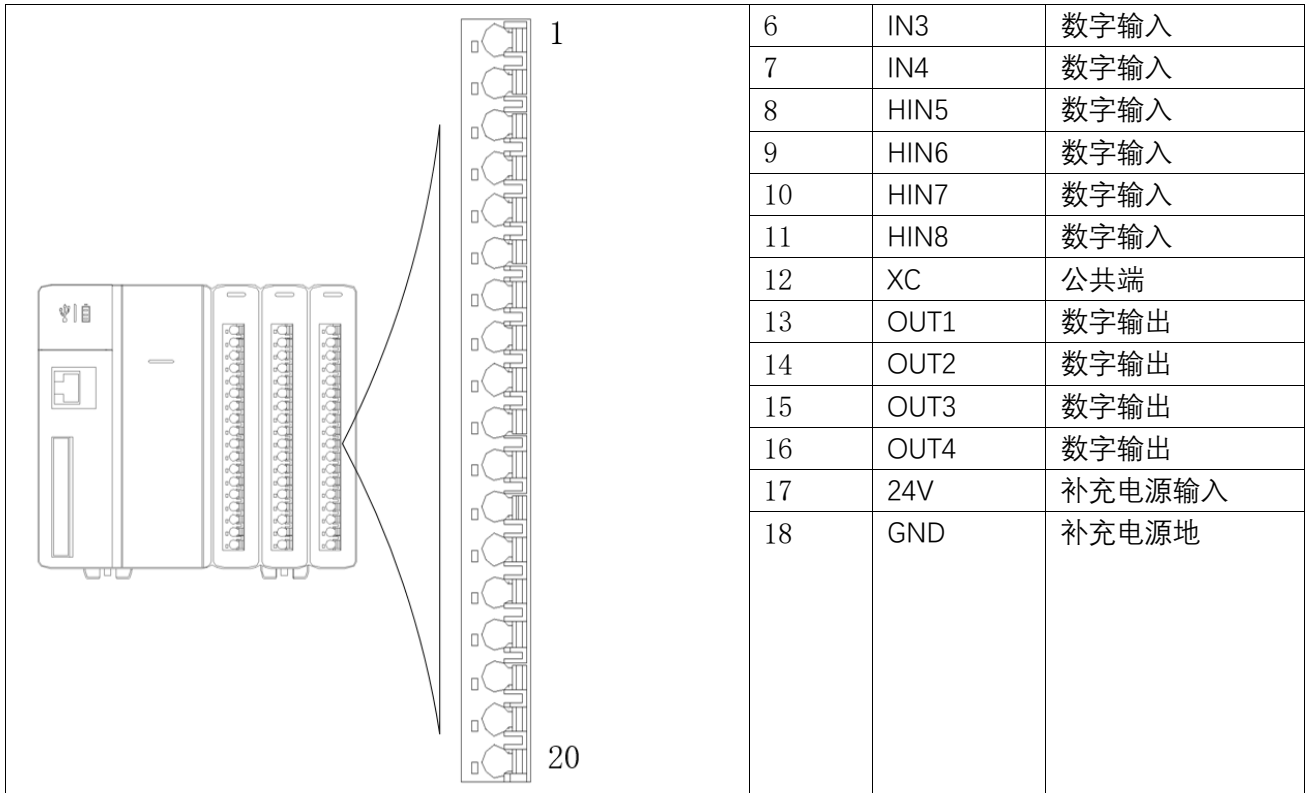 1
20
6 IN3 数字输入
7 IN4 数字输入
8 HIN5 数字输入
9 HIN6 数字输入
10 HIN7 数字输入
11 HIN8 数字输入
12 XC 公共端
13 OUT1 数字输出
14 OUT2 数字输出
15 OUT3 数字输出
16 OUT4 数字输出
17 24V 补充电源输入
18 GND 补充电源地